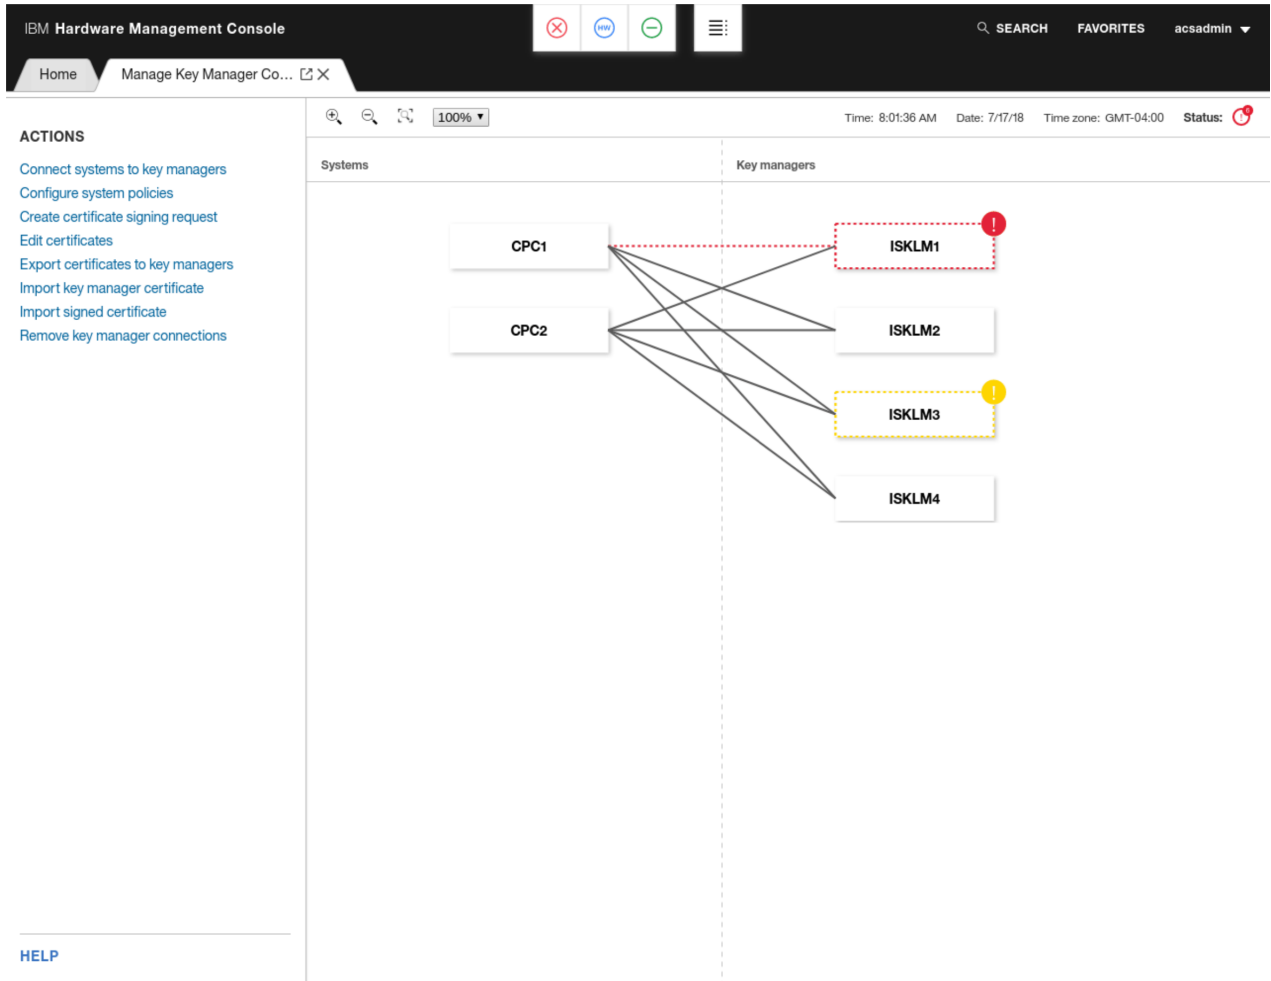 IBM Hardware Management Console
HW
SEARCH
FAVORITES
acsadmin
Home
Manage Key Manager Co...
100%
Time: 8:01:36 AM
Date: 7/17/18
Time zone: GMT-04:00
Status:
ACTIONS
Connect systems to key managers
Configure system policies
Create certificate signing request
Edit certificates
Export certificates to key managers
Import key manager certificate
Import signed certificate
Remove key manager connections
HELP
Systems
Key managers
CPC1
CPC2
!
ISKLM1
ISKLM2
!
ISKLM3
ISKLM4